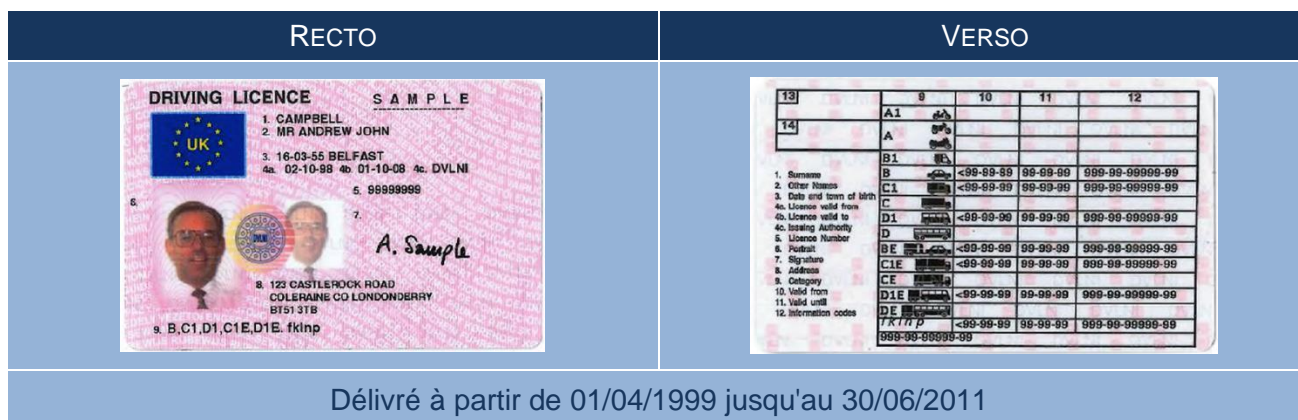 RECTO
VERSO
DRIVING LICENCE
SAMPLE
UK
1. CAMPBELL
2. MR ANDREW JOHN
3. 16-03-55 BELFAST
4a. 02-10-98 4b. 01-10-08 4c. DVLNI
5. 99999999
6.
7.
A. Sample
8. 123 CASTLEROCK ROAD
COLERAINE CO LONDONDERRY
BT51 3TB
9. B,C1,D1,C1E,D1E. fklnp
13
14
1. Surname
2. Other Names
3. Date and town of birth
4a. Licence valid from
4b. Licence valid to
4c. Issuing Authority
5. Licence Number
6. Portrait
7. Signature
8. Address
9. Category
10. Valid from
11. Valid until
12. Information codes
9 10 11 12
A1
A
B1
B <99-99-99 99-99-99 999-99-99999-99
C1 <99-99-99 99-99-99 999-99-99999-99
C
D1 <99-99-99 99-99-99 999-99-99999-99
D
BE <99-99-99 99-99-99 999-99-99999-99
C1E <99-99-99 99-99-99 999-99-99999-99
CE
D1E <99-99-99 99-99-99 999-99-99999-99
DE
fklnp <99-99-99 99-99-99 999-99-99999-99
999-99-99999-99
Délivré à partir de 01/04/1999 jusqu'au 30/06/2011